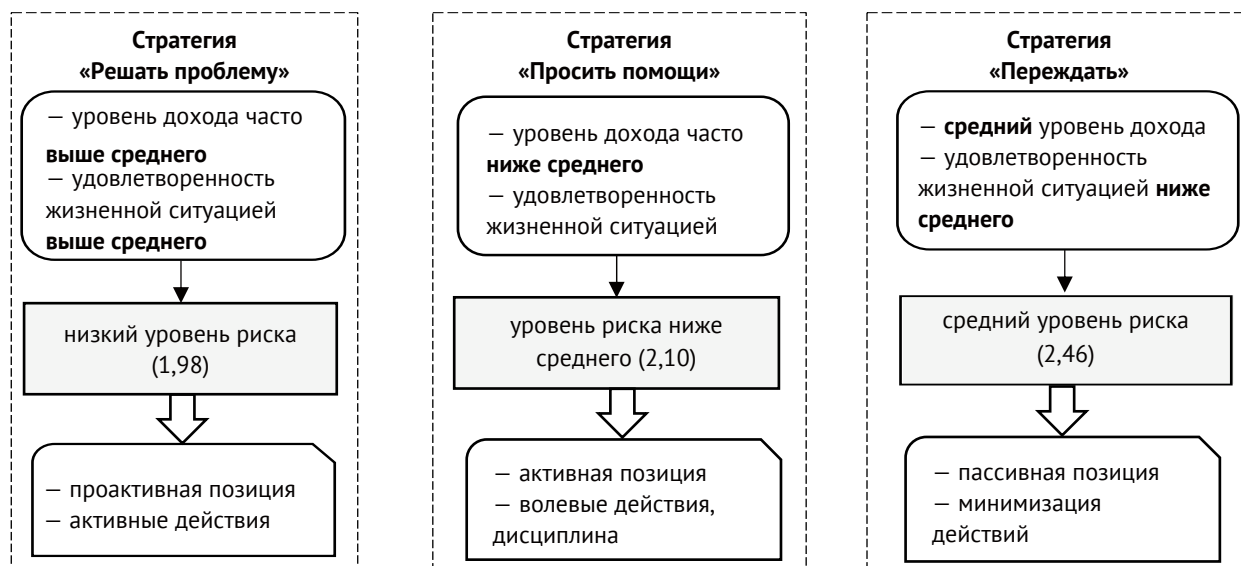 Стратегия
«Решать проблему»
— уровень дохода часто
выше среднего
— удовлетворенность
жизненной ситуацией
выше среднего
низкий уровень риска
(1,98)
— проактивная позиция
— активные действия
Стратегия
«Просить помощи»
— уровень дохода часто
ниже среднего
— удовлетворенность
жизненной ситуацией
уровень риска ниже
среднего (2,10)
— активная позиция
— волевые действия,
дисциплина
Стратегия
«Переждать»
— средний уровень дохода
— удовлетворенность
жизненной ситуацией ниже
среднего
средний уровень риска
(2,46)
— пассивная позиция
— минимизация
действий